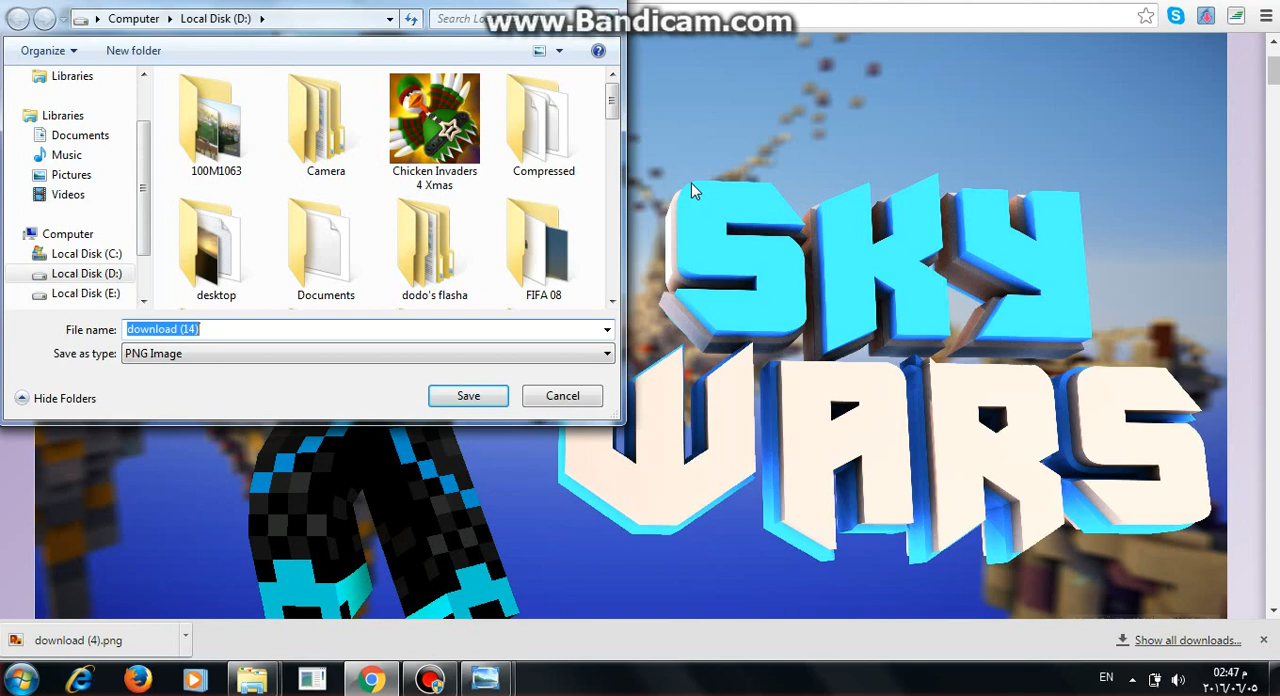 www.Bandicam.com
Computer
Local Disk (D:)
Search Lo
Organize
New folder
Libraries
Libraries
Documents
Music
Pictures
Videos
Computer
Local Disk (C:)
Local Disk (D:)
Local Disk (E:)
100M1063
Camera
Chicken Invaders
4 Xmas
Compressed
desktop
Documents
dodo's flasha
FIFA 08
File name: download (14)
Save as type: PNG Image
Hide Folders
Save
Cancel
SKY
WARS
download (4).png
Show all downloads...
EN
02:47 م
٢٠١٦/٠٦/٠٥